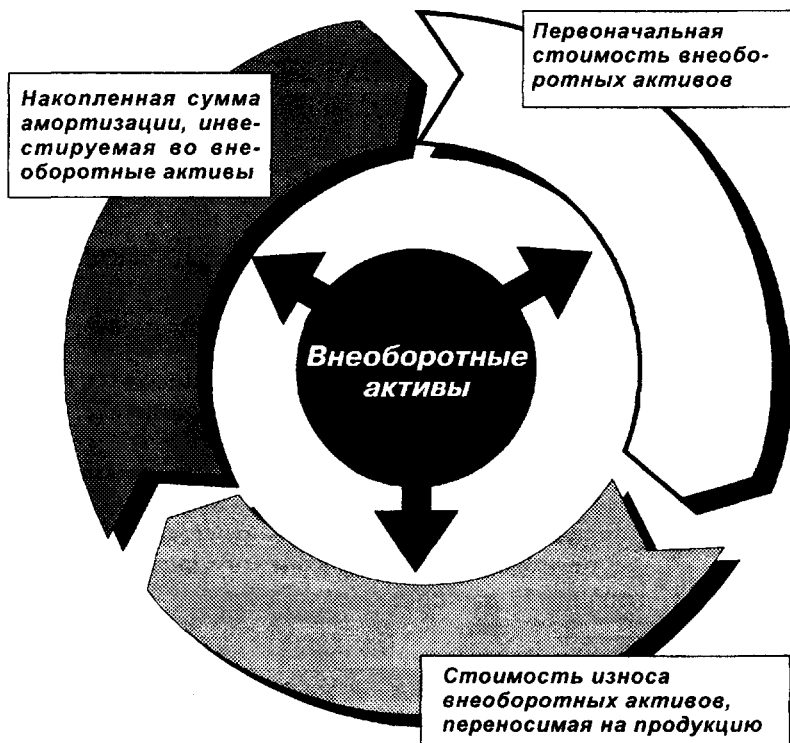 Первоначальная
стоимость внеобо-
ротных активов
Накопленная сумма
амортизации, инве-
стируемая во вне-
оборотные активы
Внеоборотные
активы
Стоимость износа
внеоборотных активов,
переносимая на продукцию